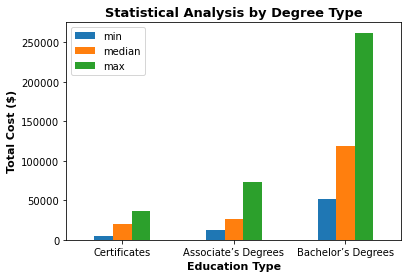 Statistical Analysis by Degree Type
min
median
max
Total Cost ($)
250000
200000
150000
100000
50000
0
Certificates
Associate’s Degrees
Bachelor’s Degrees
Education Type